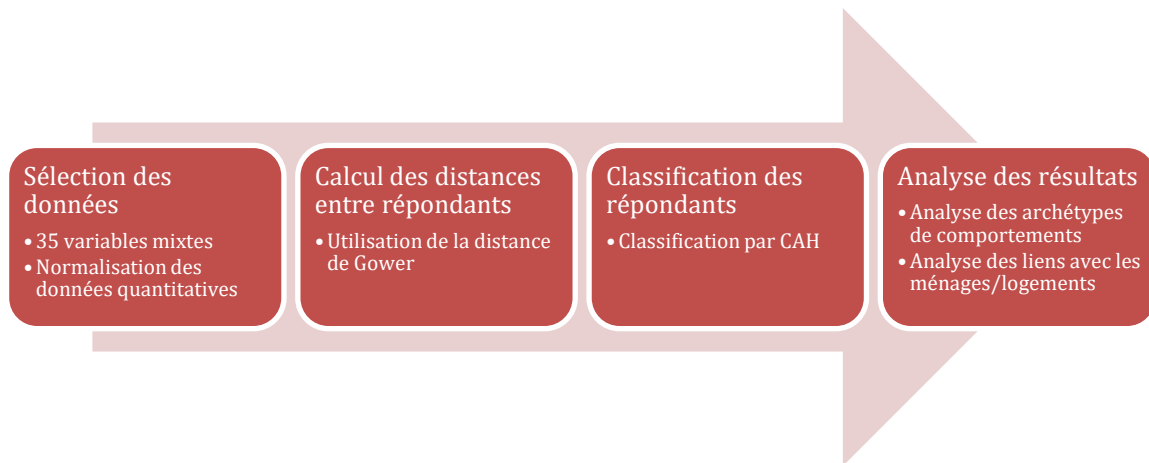 Sélection des
données
• 35 variables mixtes
• Normalisation des
données quantitatives
Calcul des distances
entre répondants
• Utilisation de la distance
de Gower
Classification des
répondants
• Classification par CAH
Analyse des résultats
• Analyse des archétypes
de comportements
• Analyse des liens avec les
ménages/logements